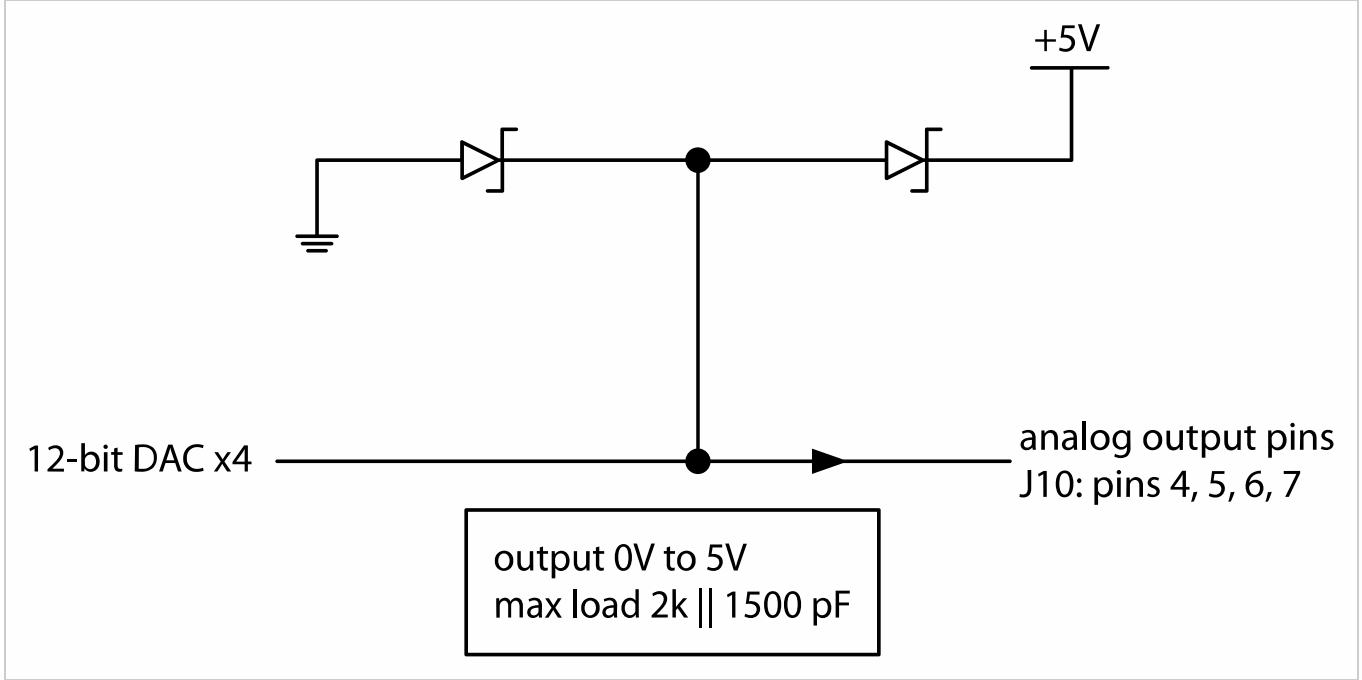 +5V
12-bit DAC x4
analog output pins
J10: pins 4, 5, 6, 7
output 0V to 5V
max load 2k || 1500 pF